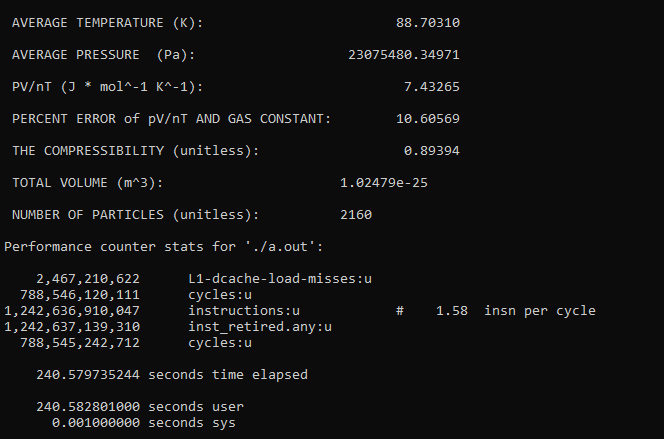 AVERAGE TEMPERATURE (K): 88.70310
AVERAGE PRESSURE (Pa): 23075480.34971
PV/nT (J * mol^-1 K^-1): 7.43265
PERCENT ERROR of pV/nT AND GAS CONSTANT: 10.60569
THE COMPRESSIBILITY (unitless): 0.89394
TOTAL VOLUME (m^3): 1.02479e-25
NUMBER OF PARTICLES (unitless): 2160
Performance counter stats for './a.out':
2,467,210,622 L1-dcache-load-misses:u
788,546,120,111 cycles:u
1,242,636,910,047 instructions:u # 1.58 insn per cycle
1,242,637,139,310 inst_retired.any:u
788,545,242,712 cycles:u
240.579735244 seconds time elapsed
240.582801000 seconds user
0.001000000 seconds sys